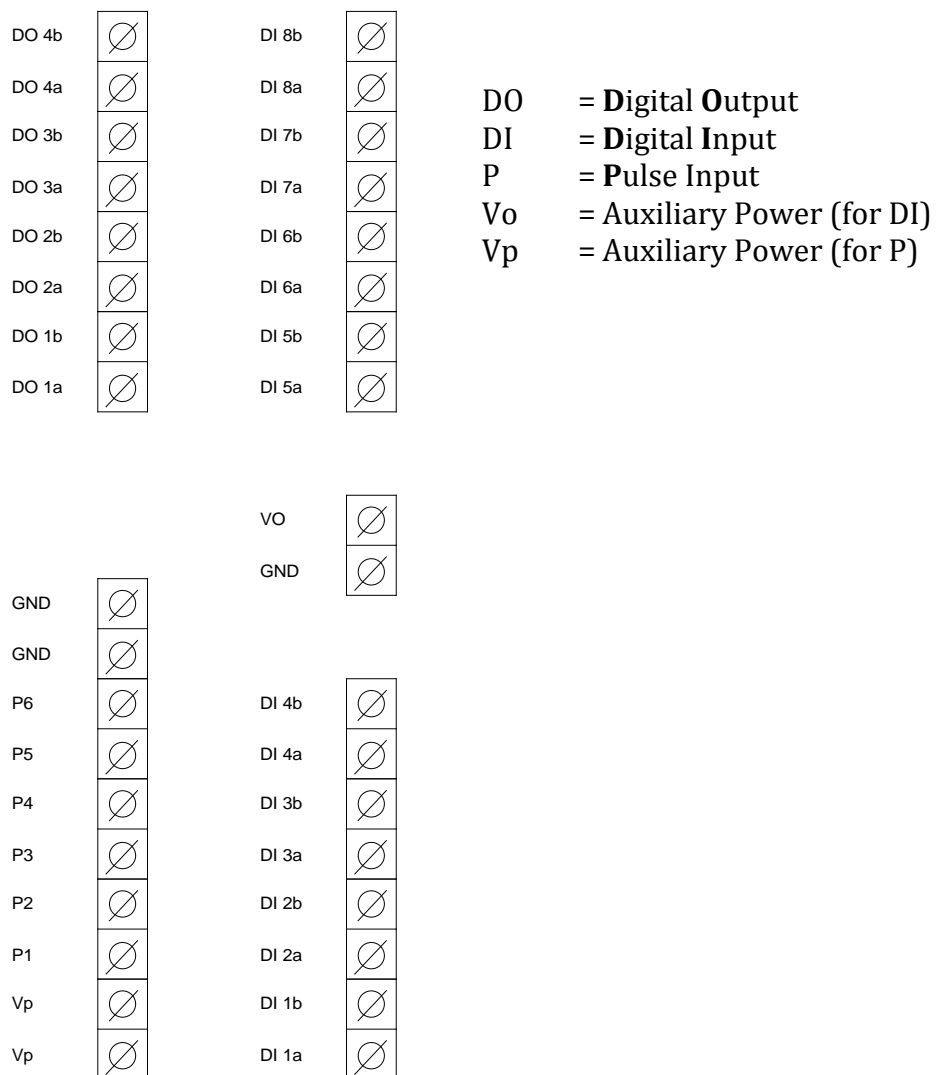 DO 4b
DO 4a
DO 3b
DO 3a
DO 2b
DO 2a
DO 1b
DO 1a
DI 8b
DI 8a
DI 7b
DI 7a
DI 6b
DI 6a
DI 5b
DI 5a
DO = Digital Output
DI = Digital Input
P = Pulse Input
Vo = Auxiliary Power (for DI)
Vp = Auxiliary Power (for P)
VO
GND
GND
GND
P6
P5
P4
P3
P2
P1
Vp
Vp
DI 4b
DI 4a
DI 3b
DI 3a
DI 2b
DI 2a
DI 1b
DI 1a